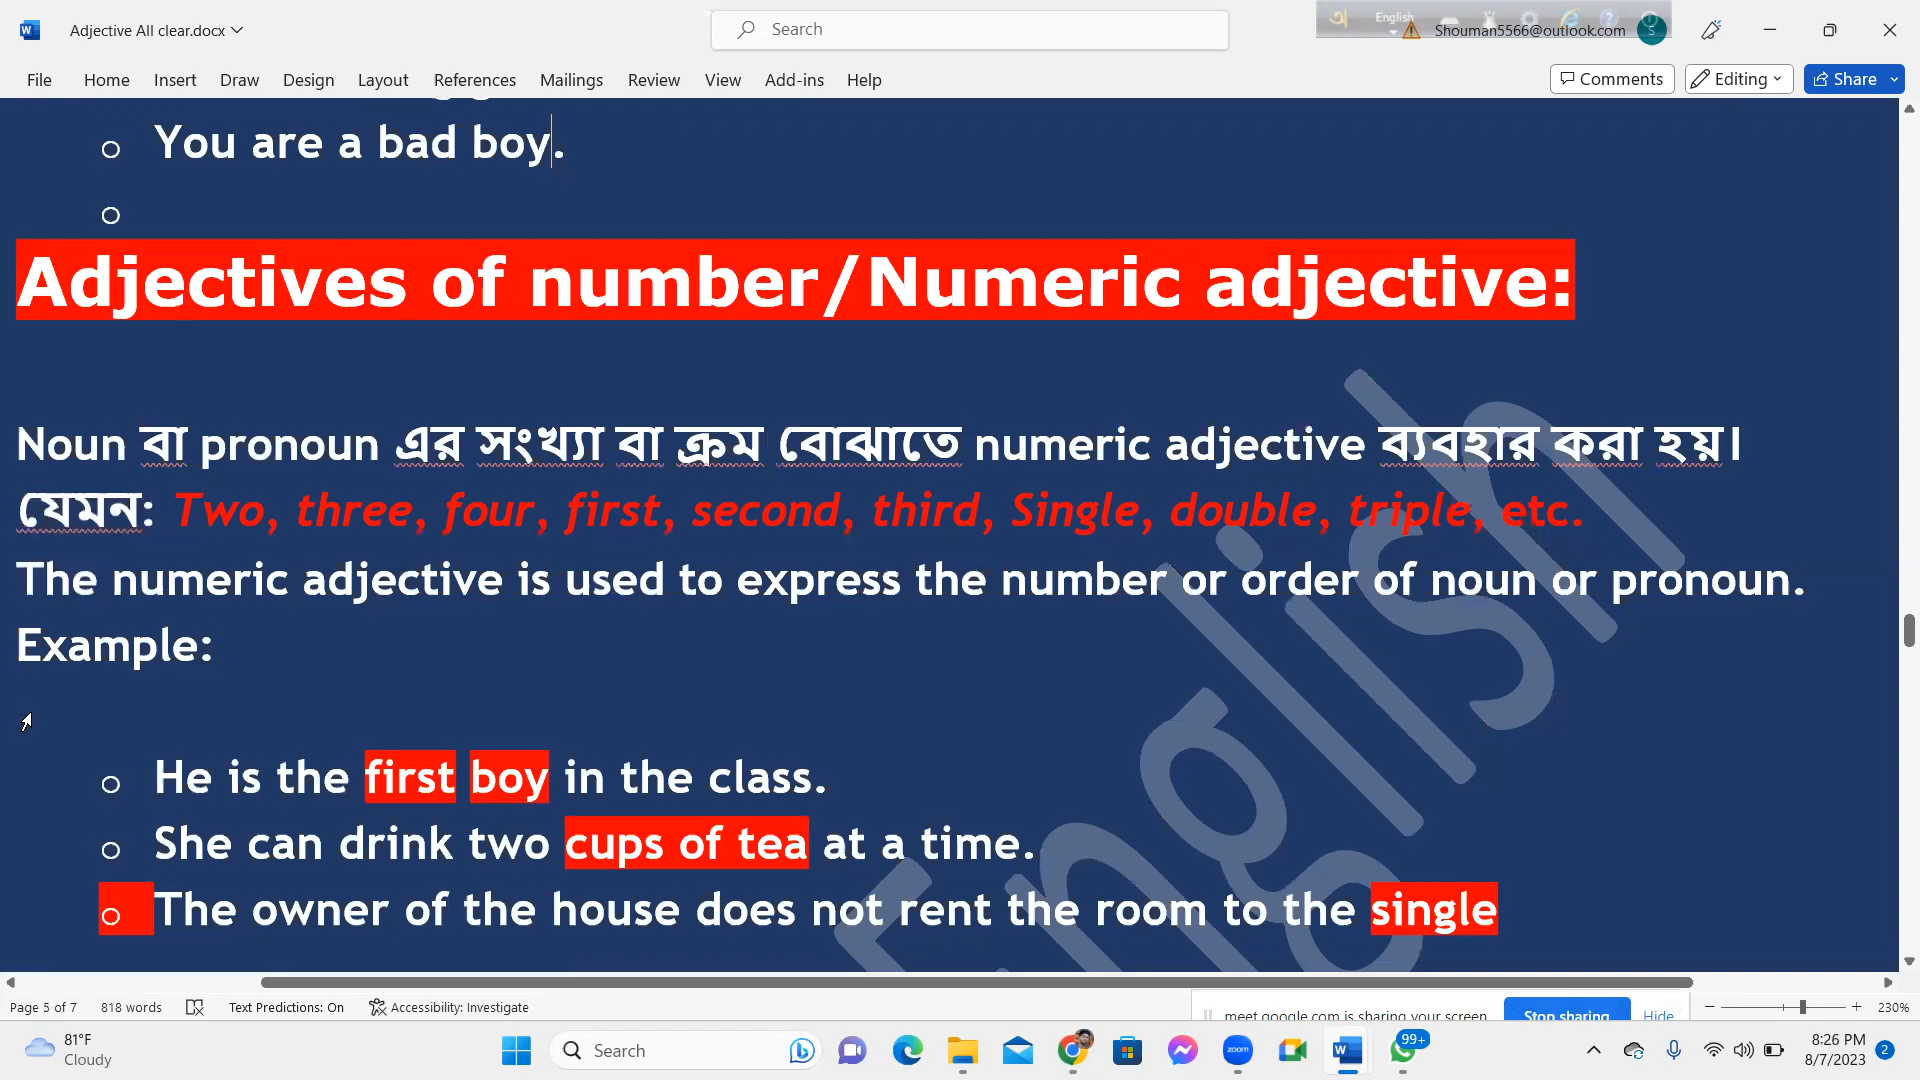 Adjective All clear.docx
Search
English
Shouman5566@outlook.com
S
File Home Insert Draw Design Layout References Mailings Review View Add-ins Help
Comments Editing Share
o You are a bad boy.
o
Adjectives of number/Numeric adjective:
Noun বা pronoun এর সংখ্যা বা ক্রম বোঝাতে numeric adjective ব্যবহার করা হয়।
যেমন: Two, three, four, first, second, third, Single, double, triple, etc.
The numeric adjective is used to express the number or order of noun or pronoun.
Example:
o He is the first boy in the class.
o She can drink two cups of tea at a time.
o The owner of the house does not rent the room to the single
English
Page 5 of 7 818 words Text Predictions: On Accessibility: Investigate
meet.google.com is sharing your screen. Stop sharing Hide
230%
81°F
Cloudy
Search
zoom
99+
8:26 PM
8/7/2023
2